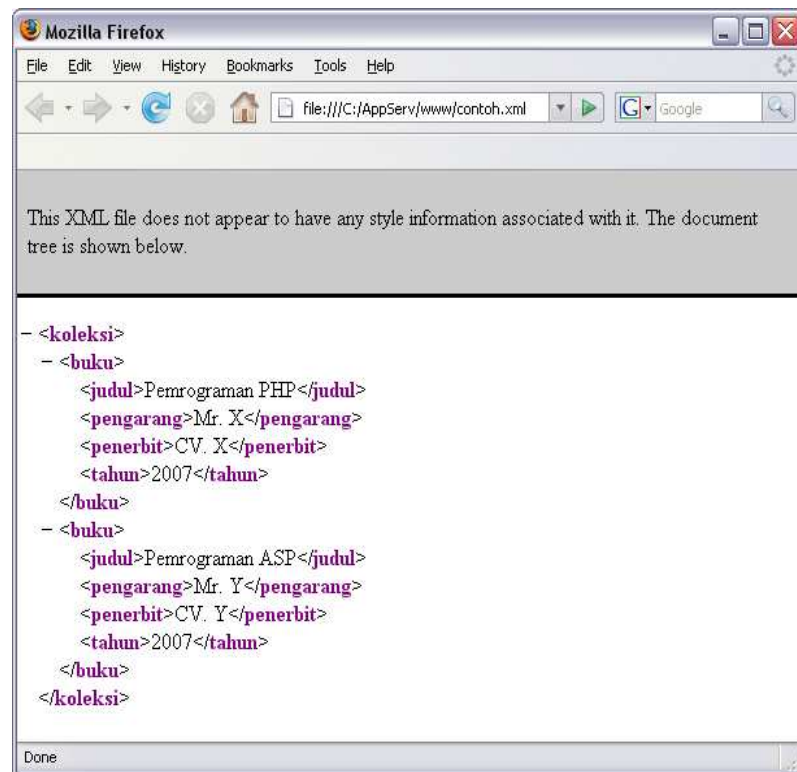 Mozilla Firefox
File Edit View History Bookmarks Tools Help
file:///C:/AppServ/www/contoh.xml G Google
This XML file does not appear to have any style information associated with it. The document
tree is shown below.
− <koleksi>
− <buku>
<judul>Pemrograman PHP</judul>
<pengarang>Mr. X</pengarang>
<penerbit>CV. X</penerbit>
<tahun>2007</tahun>
</buku>
− <buku>
<judul>Pemrograman ASP</judul>
<pengarang>Mr. Y</pengarang>
<penerbit>CV. Y</penerbit>
<tahun>2007</tahun>
</buku>
</koleksi>
Done